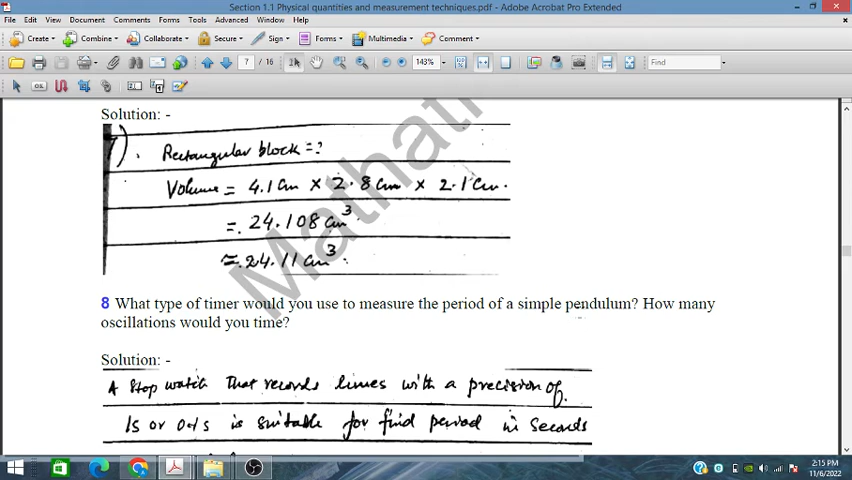 Section 1.1 Physical quantities and measurement techniques.pdf - Adobe Acrobat Pro Extended
File Edit View Document Comments Forms Tools Advanced Window Help
Create Combine Collaborate Secure Sign Forms Multimedia Comment
7 / 16 143% Find
Solution: -
7) . Rectangular block = ?
Volume = 4.1 cm × 2.8 cm × 2.1 cm.
= 24.108 cm³
≈ 24.11 cm³
8 What type of timer would you use to measure the period of a simple pendulum? How many
oscillations would you time?
Solution: -
A stop watch that records times with a precision of
1s or 0.1s is suitable for find period in seconds
2:15 PM
11/6/2022